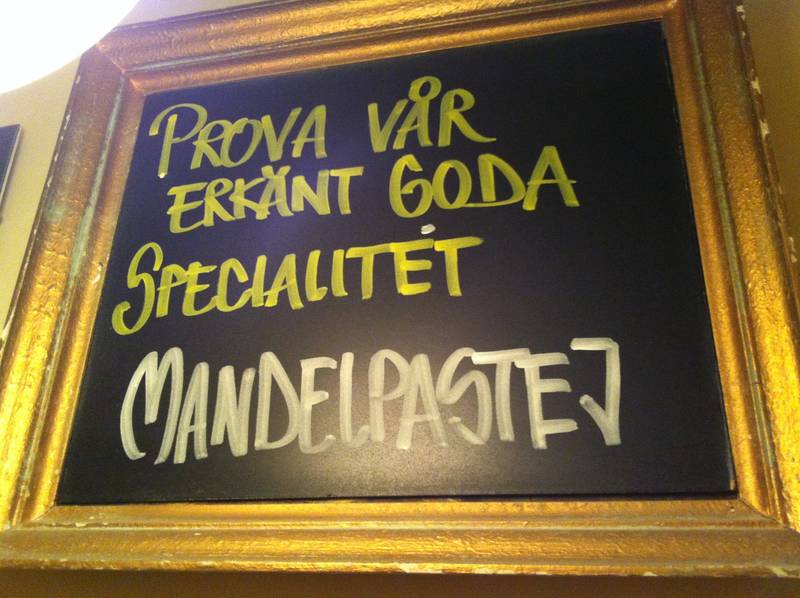 PROVA VÅR
ERKÄNT GODA
SPECIALITET
MANDELPASTEJ